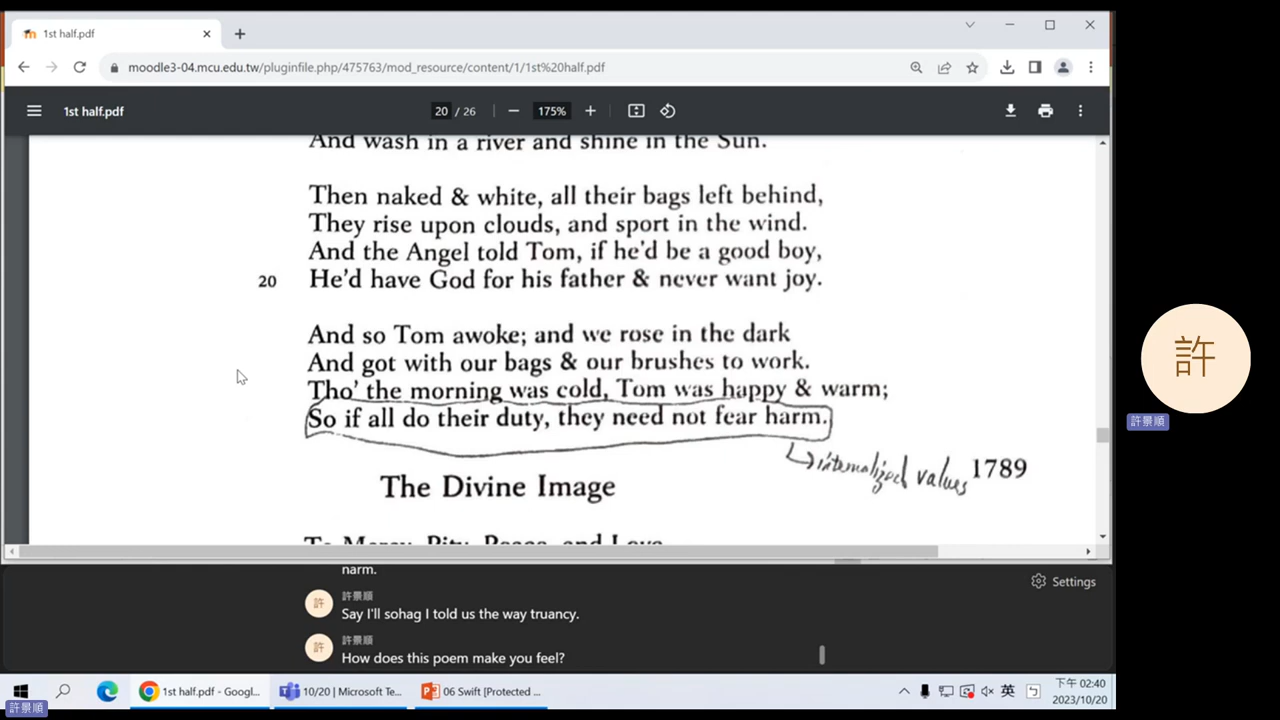 1st half.pdf
moodle3-04.mcu.edu.tw/pluginfile.php/475763/mod_resource/content/1/1st%20half.pdf
1st half.pdf
20 / 26
175%
And wash in a river and shine in the Sun.
Then naked & white, all their bags left behind,
They rise upon clouds, and sport in the wind.
And the Angel told Tom, if he'd be a good boy,
20 He'd have God for his father & never want joy.
And so Tom awoke; and we rose in the dark
And got with our bags & our brushes to work.
Tho' the morning was cold, Tom was happy & warm;
So if all do their duty, they need not fear harm.
internalized values
1789
The Divine Image
To Mercy, Pity, Peace, and Love
harm.
Settings
許
許景順
Say I'll sohag I told us the way truancy.
許
許景順
How does this poem make you feel?
許
許景順
1st half.pdf - Googl...
10/20 | Microsoft Te...
06 Swift [Protected ...
英
下午 02:40
2023/10/20
許景順